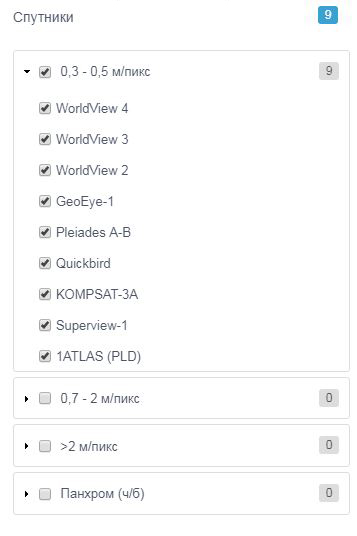 Спутники 9
0,3 - 0,5 м/пикс 9
WorldView 4
WorldView 3
WorldView 2
GeoEye-1
Pleiades A-B
Quickbird
KOMPSAT-3A
Superview-1
1ATLAS (PLD)
0,7 - 2 м/пикс 0
>2 м/пикс 0
Панхром (ч/б) 0